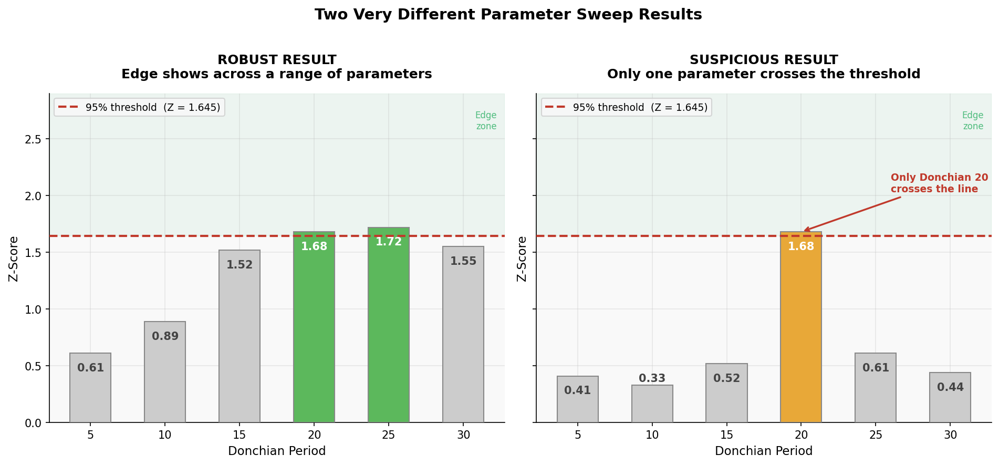 Two Very Different Parameter Sweep Results
ROBUST RESULT
Edge shows across a range of parameters
95% threshold  (Z = 1.645)
Edge
zone
Z-Score
2.5
2.0
1.5
1.0
0.5
0.0
0.61
0.89
1.52
1.68
1.72
1.55
5
10
15
20
25
30
Donchian Period
SUSPICIOUS RESULT
Only one parameter crosses the threshold
95% threshold  (Z = 1.645)
Edge
zone
Only Donchian 20
crosses the line
Z-Score
0.41
0.33
0.52
1.68
0.61
0.44
5
10
15
20
25
30
Donchian Period